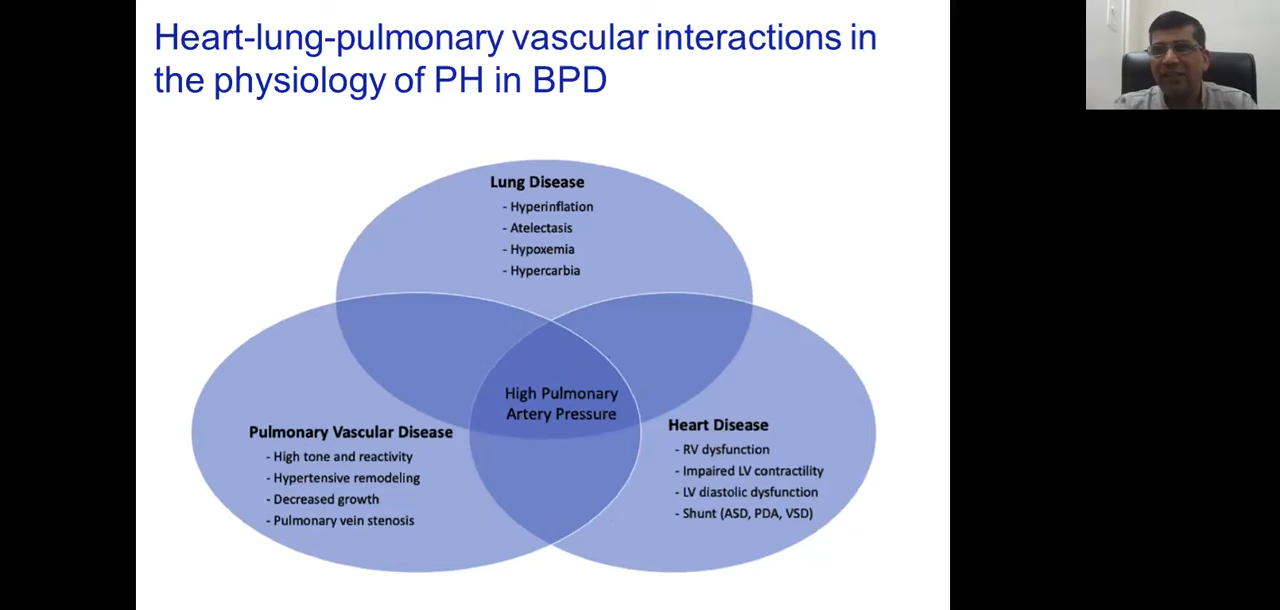 Heart-lung-pulmonary vascular interactions in
the physiology of PH in BPD
Lung Disease
- Hyperinflation
- Atelectasis
- Hypoxemia
- Hypercarbia
High Pulmonary
Artery Pressure
Pulmonary Vascular Disease
- High tone and reactivity
- Hypertensive remodeling
- Decreased growth
- Pulmonary vein stenosis
Heart Disease
- RV dysfunction
- Impaired LV contractility
- LV diastolic dysfunction
- Shunt (ASD, PDA, VSD)